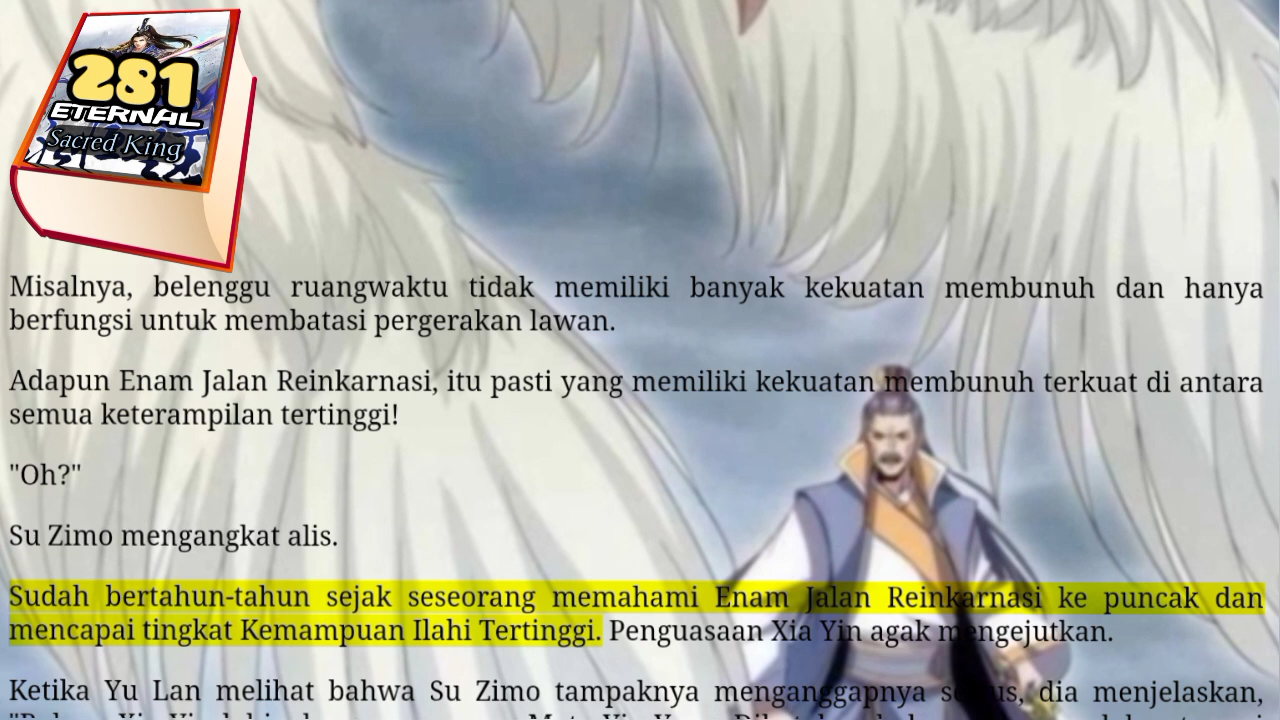 281
ETERNAL
Sacred King
Misalnya, belenggu ruangwaktu tidak memiliki banyak kekuatan membunuh dan hanya
berfungsi untuk membatasi pergerakan lawan.
Adapun Enam Jalan Reinkarnasi, itu pasti yang memiliki kekuatan membunuh terkuat di antara
semua keterampilan tertinggi!
"Oh?"
Su Zimo mengangkat alis.
Sudah bertahun-tahun sejak seseorang memahami Enam Jalan Reinkarnasi ke puncak dan
mencapai tingkat Kemampuan Ilahi Tertinggi. Penguasaan Xia Yin agak mengejutkan.
Ketika Yu Lan melihat bahwa Su Zimo tampaknya menganggapnya serius, dia menjelaskan,